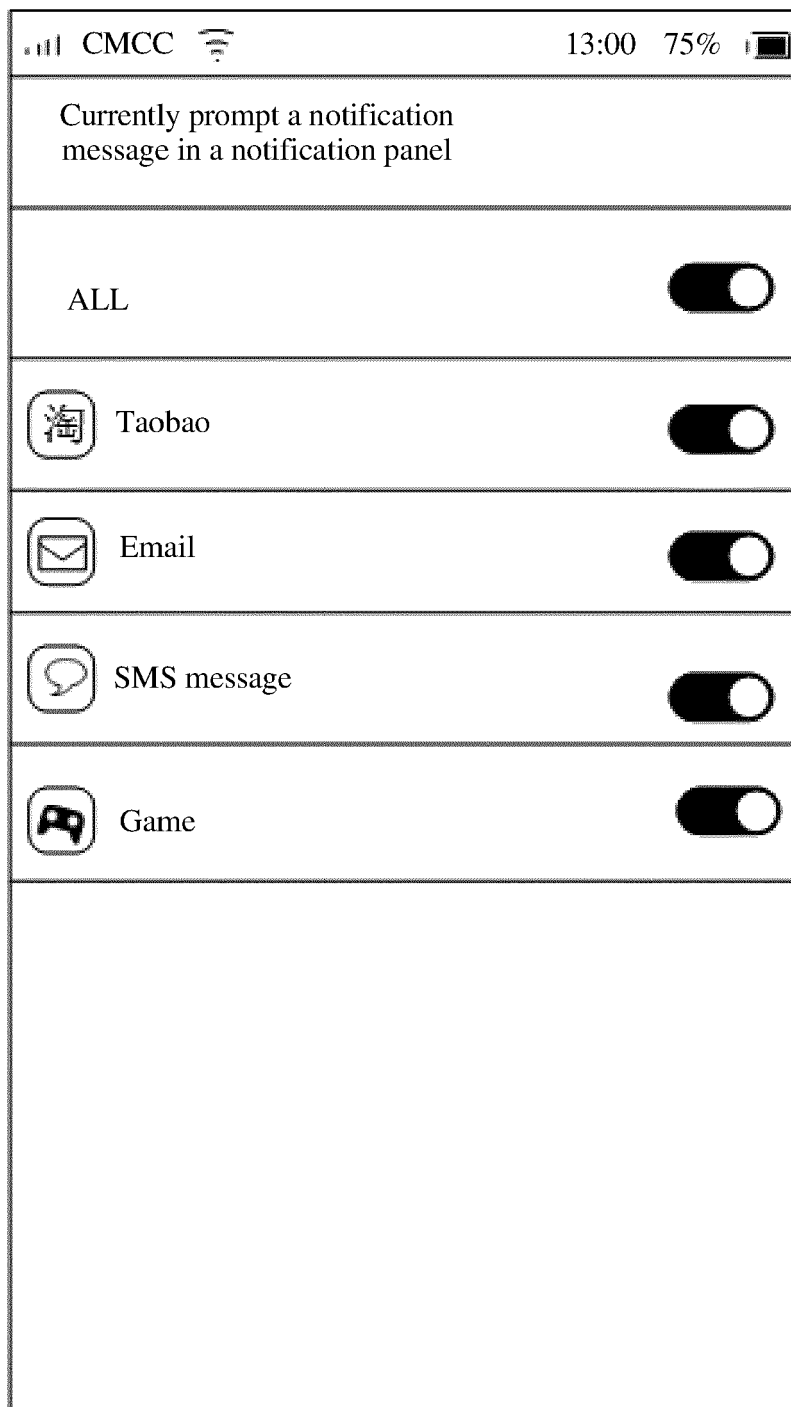 CMCC 13:00 75%
Currently prompt a notification
message in a notification panel
ALL
淘 Taobao
Email
SMS message
Game